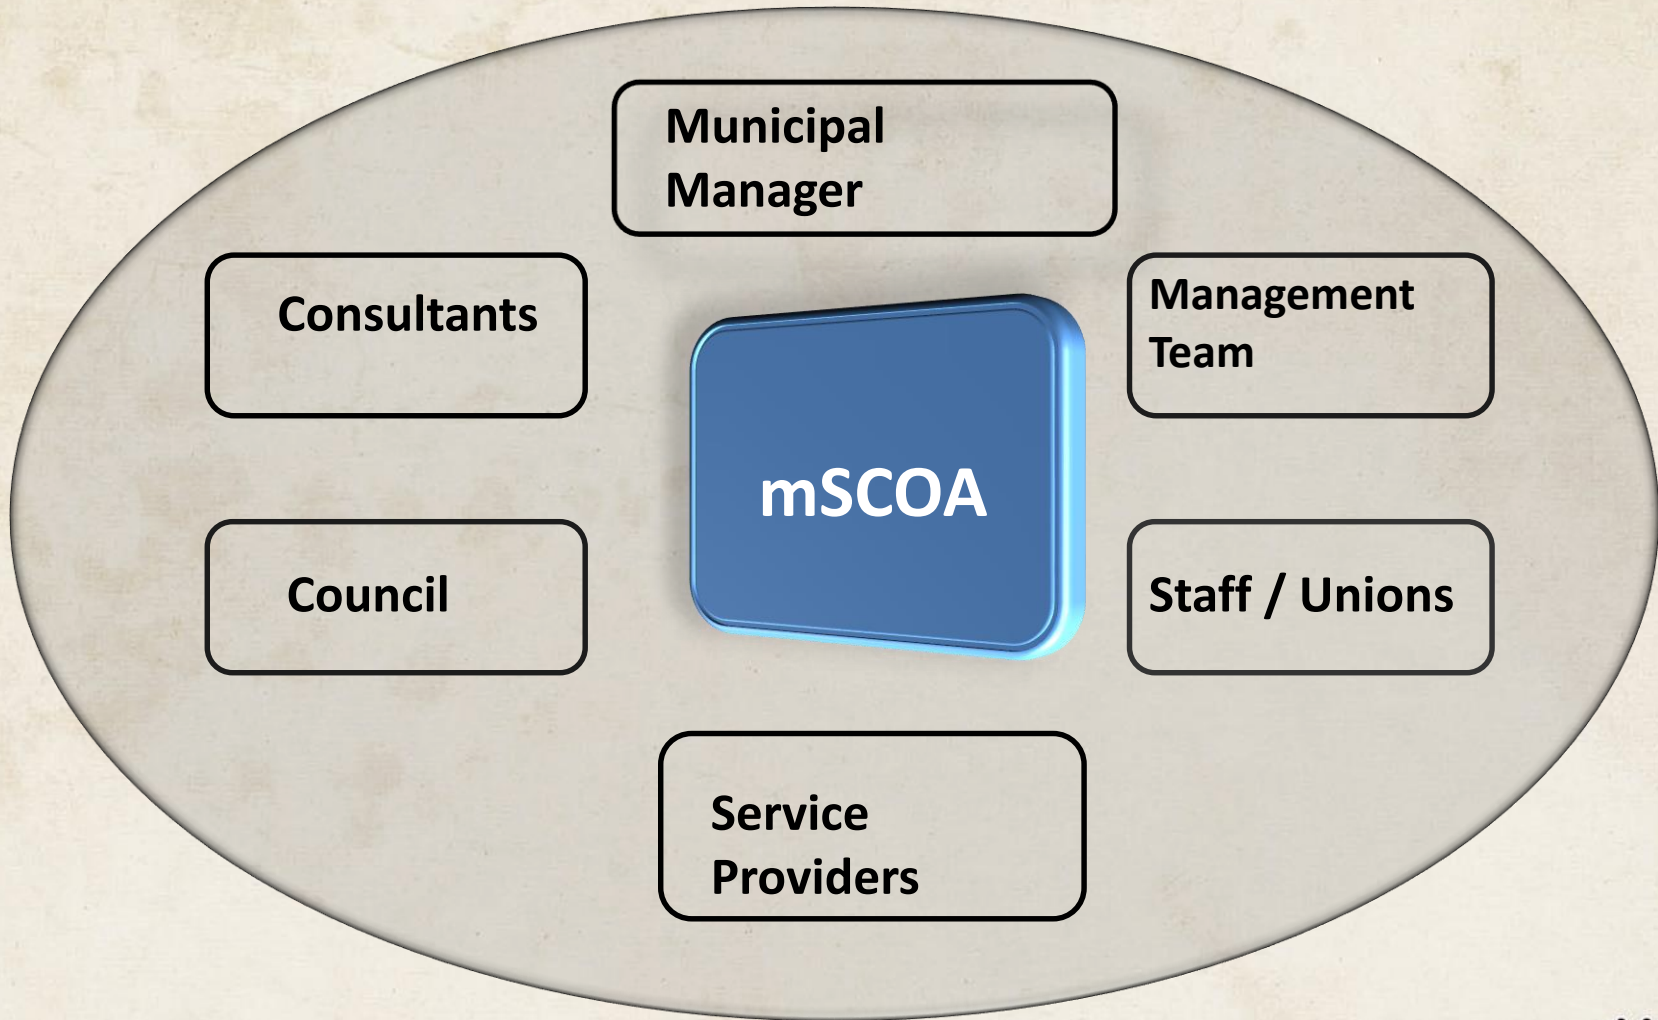 Municipal
Manager
Consultants
Management
Team
mSCOA
Council
Staff / Unions
Service
Providers